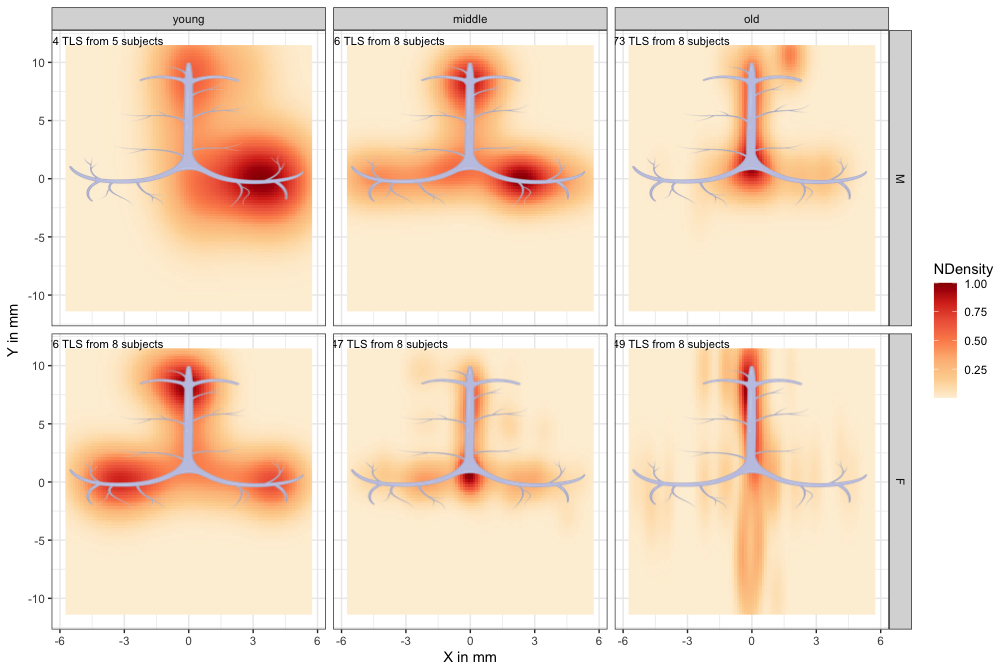 young middle old
4 TLS from 5 subjects 6 TLS from 8 subjects 73 TLS from 8 subjects
10
5
0
-5
-10
M
6 TLS from 8 subjects 47 TLS from 8 subjects 49 TLS from 8 subjects
10
5
0
-5
-10
F
-6 -3 0 3 6 -6 -3 0 3 6 -6 -3 0 3 6
X in mm
Y in mm
NDensity
1.00
0.75
0.50
0.25